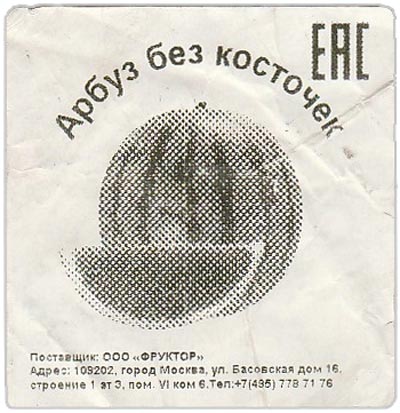 EAC
Арбуз без косточек
Поставщик: ООО «ФРУКТОР»
Адрес: 109202, город Москва, ул. Басовская дом 16,
строение 1 эт 3, пом. VI ком 6.Тел:+7(495) 778 71 76